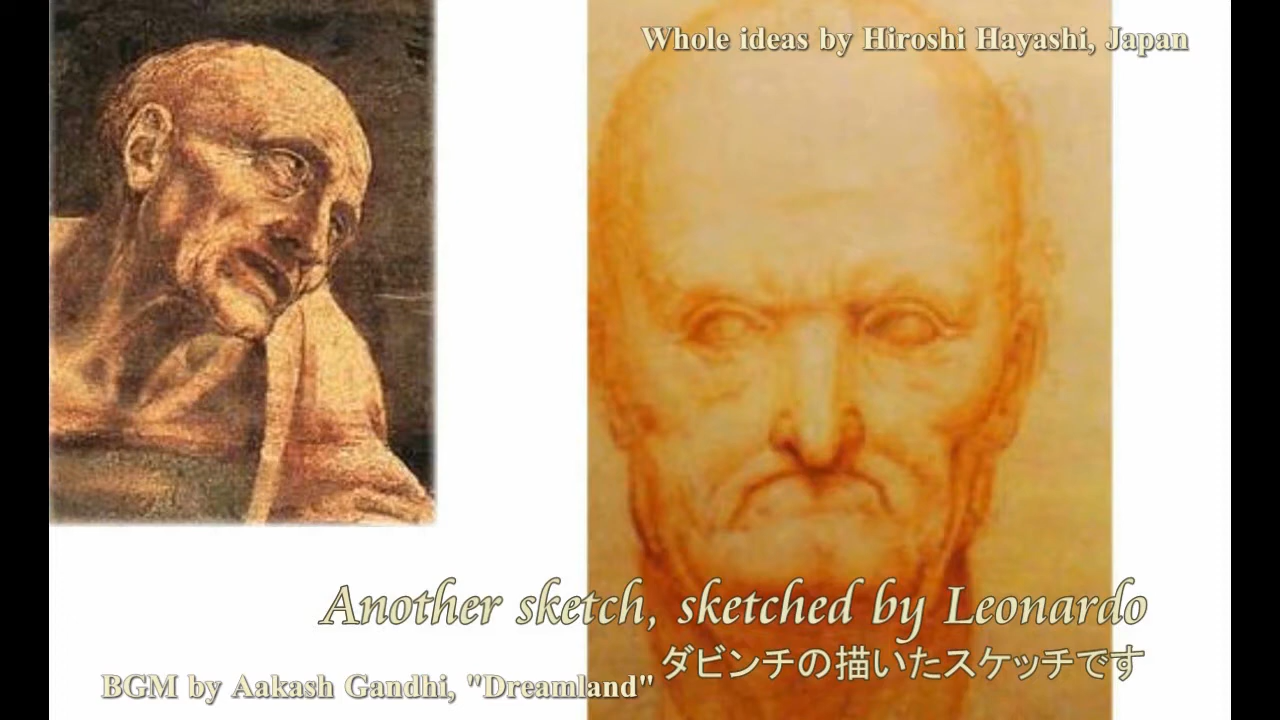 Whole ideas by Hiroshi Hayashi, Japan
Another sketch, sketched by Leonardo
ダビンチの描いたスケッチです
BGM by Aakash Gandhi, "Dreamland"